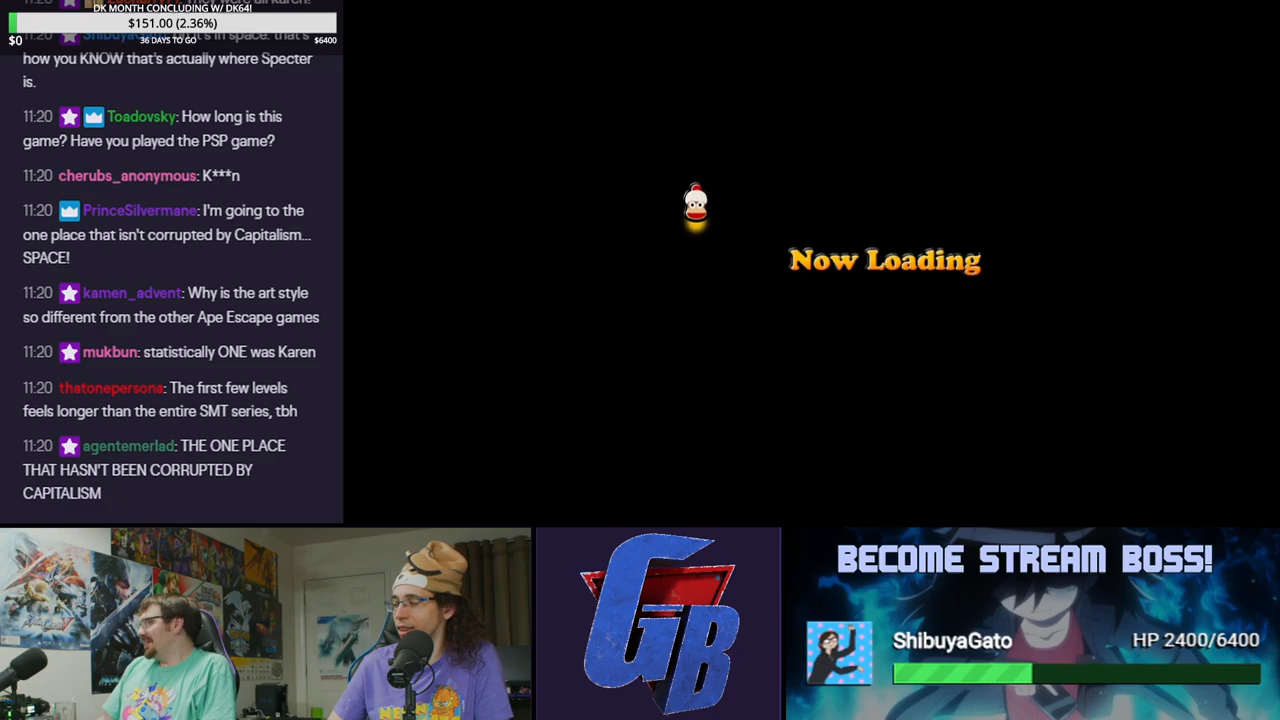 DK MONTH CONCLUDING W/ DK64!
$151.00 (2.36%)
$0
36 DAYS TO GO
$6400
how you KNOW that's actually where Specter
is.
11:20 Toadovsky: How long is this
game? Have you played the PSP game?
11:20 cherubs_anonymous: K***n
11:20 PrinceSilvermane: I'm going to the
one place that isn't corrupted by Capitalism...
SPACE!
11:20 kamen_advent: Why is the art style
so different from the other Ape Escape games
11:20 mukbun: statistically ONE was Karen
11:20 thatonepersona: The first few levels
feels longer than the entire SMT series, tbh
11:20 agentemerlad: THE ONE PLACE
THAT HASN'T BEEN CORRUPTED BY
CAPITALISM
Now Loading
GB
BECOME STREAM BOSS!
ShibuyaGato
HP 2400/6400